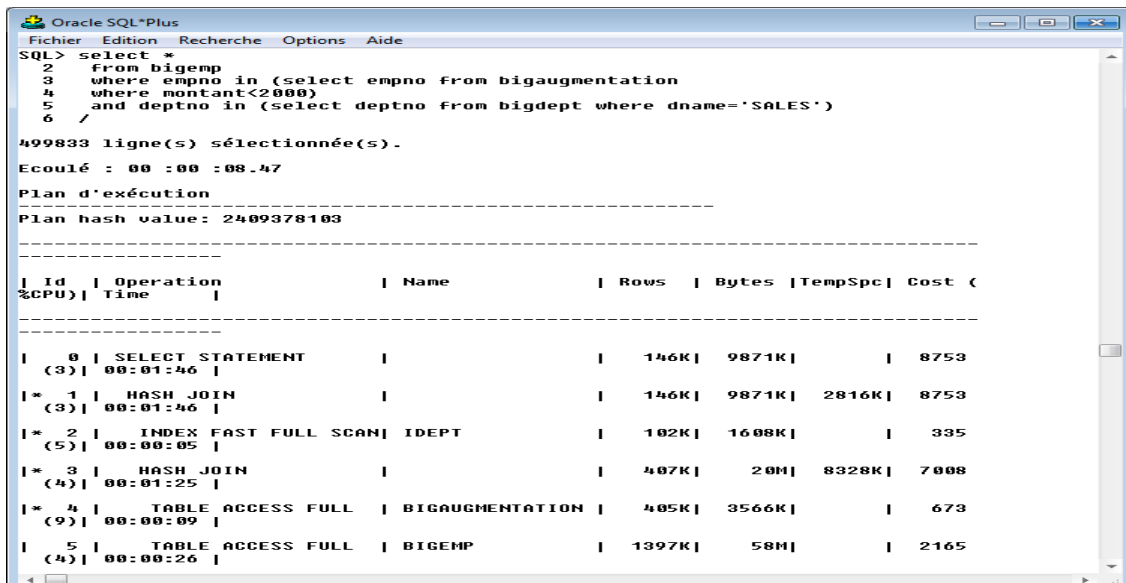 Oracle SQL*Plus
Fichier Edition Recherche Options Aide
SQL> select *
2 from bigemp
3 where empno in (select empno from bigaugmentation
4 where montant<2000)
5 and deptno in (select deptno from bigdept where dname='SALES')
6 /
499833 ligne(s) sélectionnée(s).
Ecoulé : 00 :00 :08.47
Plan d'exécution
----------------------------------------------------------
Plan hash value: 2409378103
--------------------------------------------------------------------------------
-----------------
| Id | Operation | Name | Rows | Bytes |TempSpc| Cost (
%CPU)| Time |
--------------------------------------------------------------------------------
-----------------
| 0 | SELECT STATEMENT | | 146K| 9871K| | 8753
(3)| 00:01:46 |
|* 1 | HASH JOIN | | 146K| 9871K| 2816K| 8753
(3)| 00:01:46 |
|* 2 | INDEX FAST FULL SCAN| IDEPT | 102K| 1608K| | 335
(5)| 00:00:05 |
|* 3 | HASH JOIN | | 407K| 20M| 8328K| 7008
(4)| 00:01:25 |
|* 4 | TABLE ACCESS FULL | BIGAUGMENTATION | 405K| 3566K| | 673
(9)| 00:00:09 |
| 5 | TABLE ACCESS FULL | BIGEMP | 1397K| 58M| | 2165
(4)| 00:00:26 |